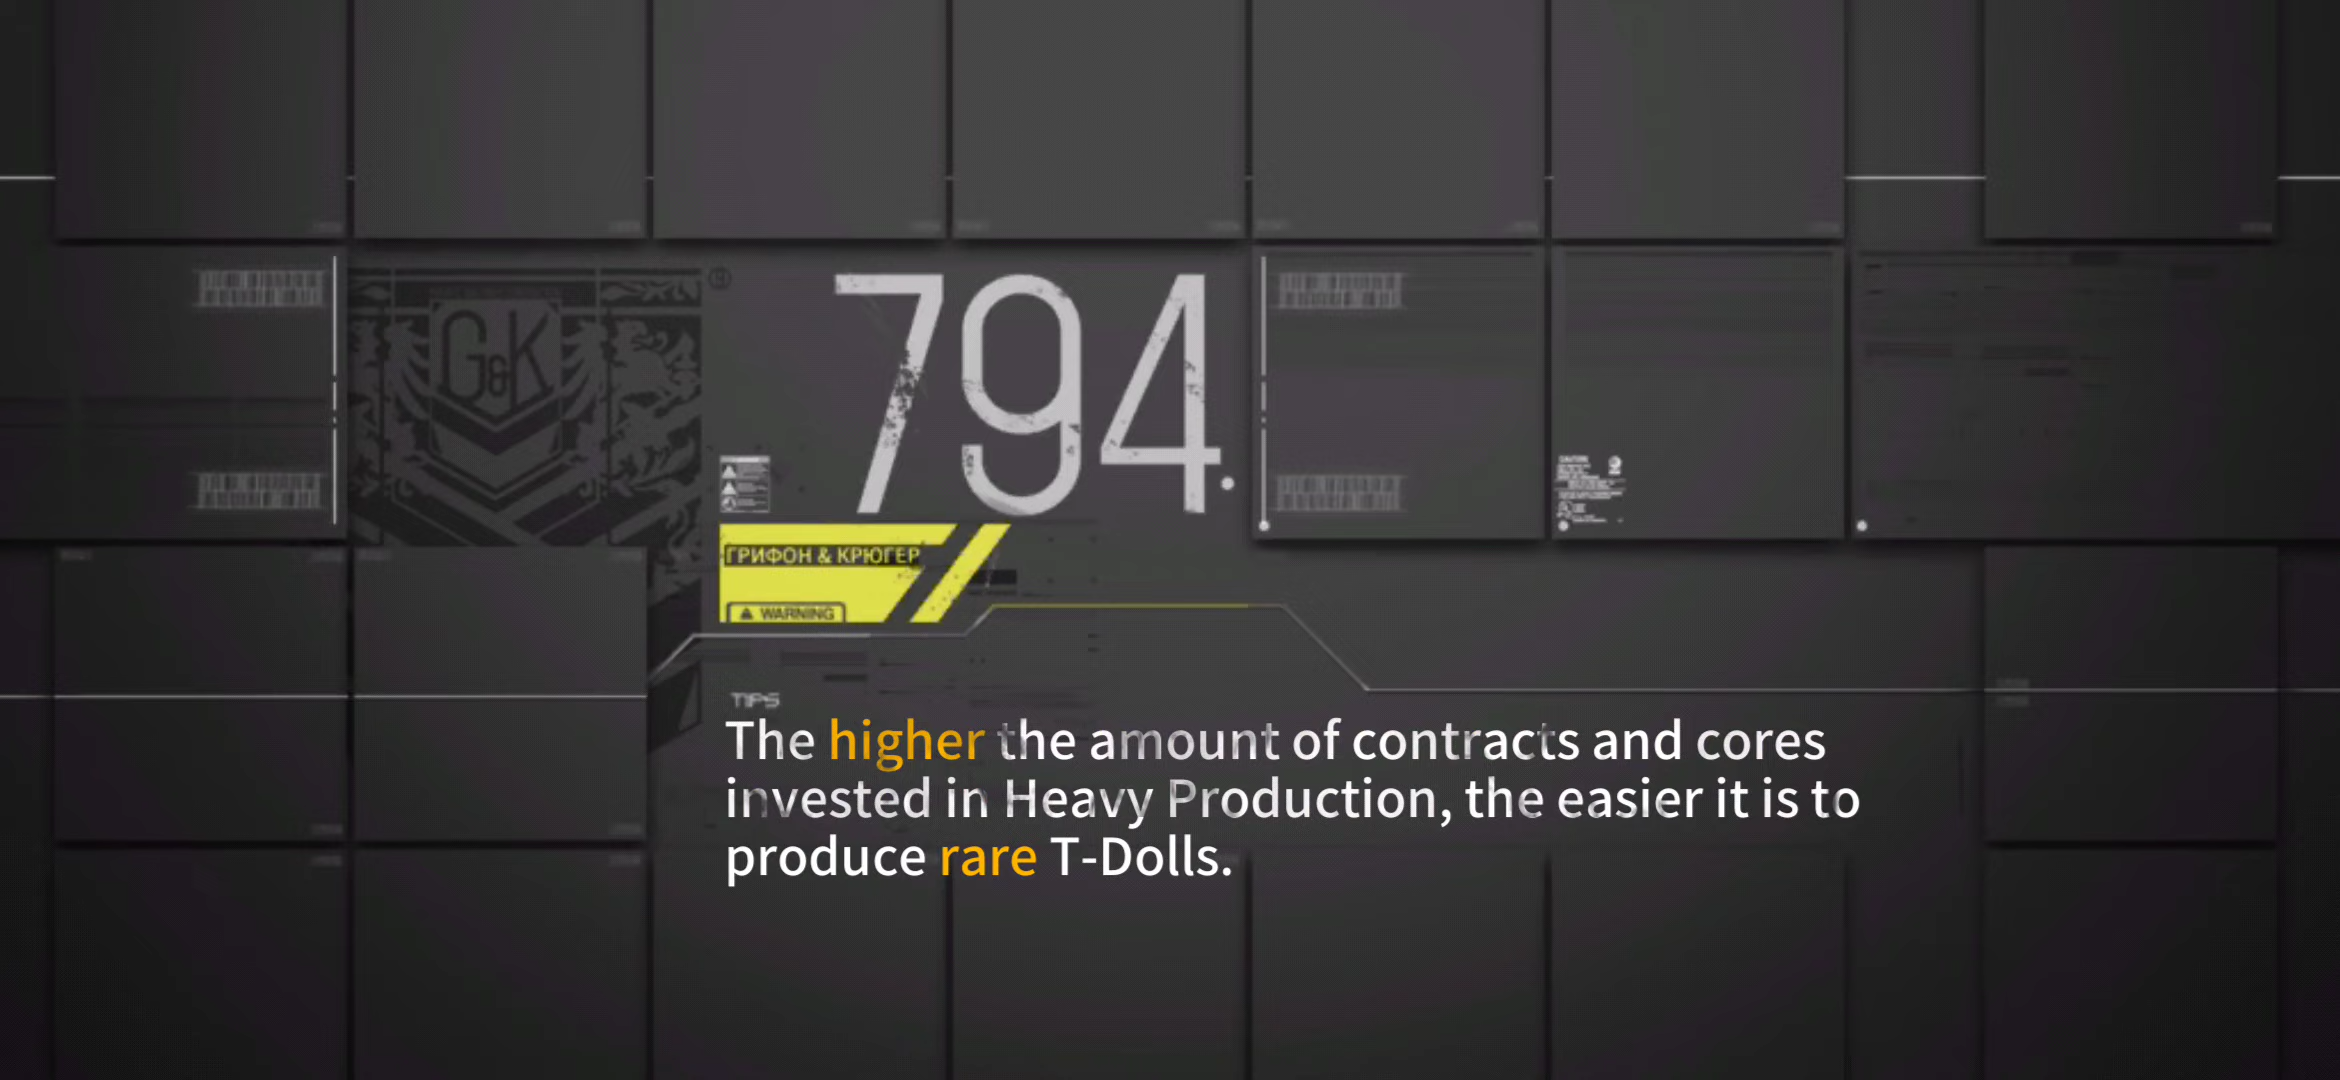 G&K
794.
ГРИФОН & КРЮГЕР
WARNING
TIPS
The higher the amount of contracts and cores
invested in Heavy Production, the easier it is to
produce rare T-Dolls.